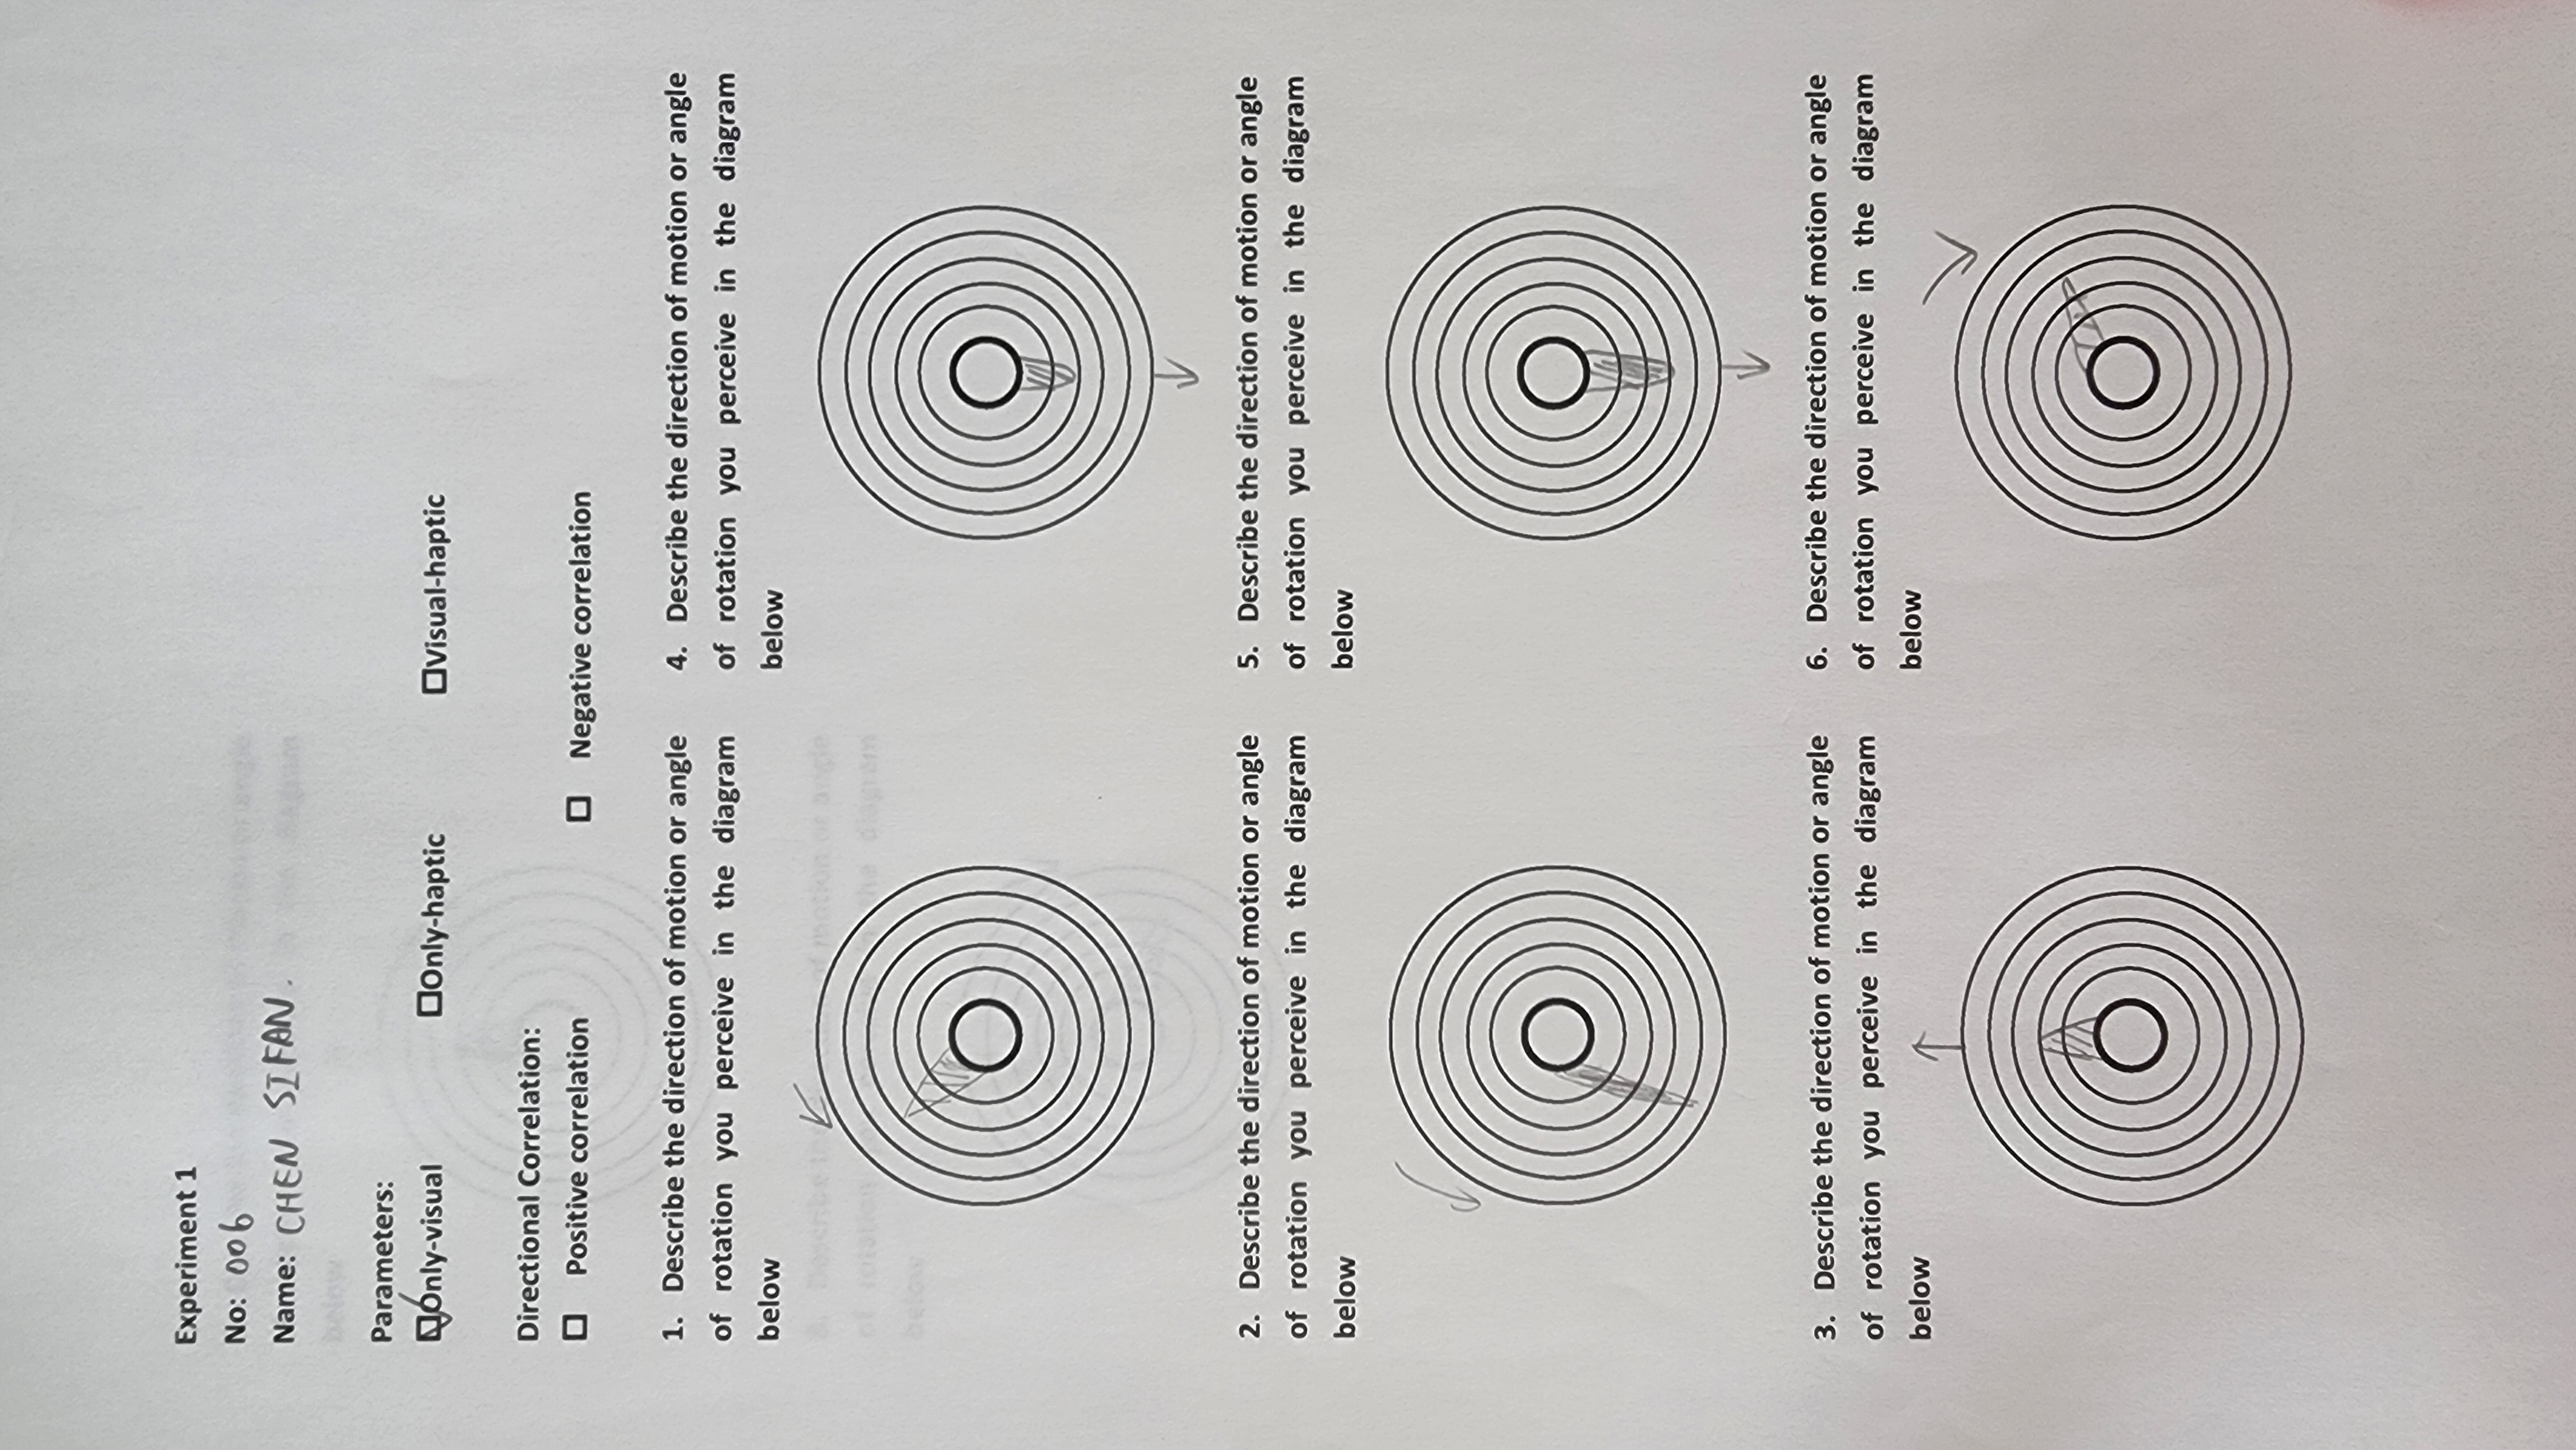 Experiment 1
No: 006
Name: CHEN SIFAN.
Parameters:
☑Only-visual ☐Only-haptic ☐Visual-haptic
Directional Correlation:
☐ Positive correlation ☐ Negative correlation
1. Describe the direction of motion or angle
of rotation you perceive in the diagram
below
2. Describe the direction of motion or angle
of rotation you perceive in the diagram
below
3. Describe the direction of motion or angle
of rotation you perceive in the diagram
below
4. Describe the direction of motion or angle
of rotation you perceive in the diagram
below
5. Describe the direction of motion or angle
of rotation you perceive in the diagram
below
6. Describe the direction of motion or angle
of rotation you perceive in the diagram
below